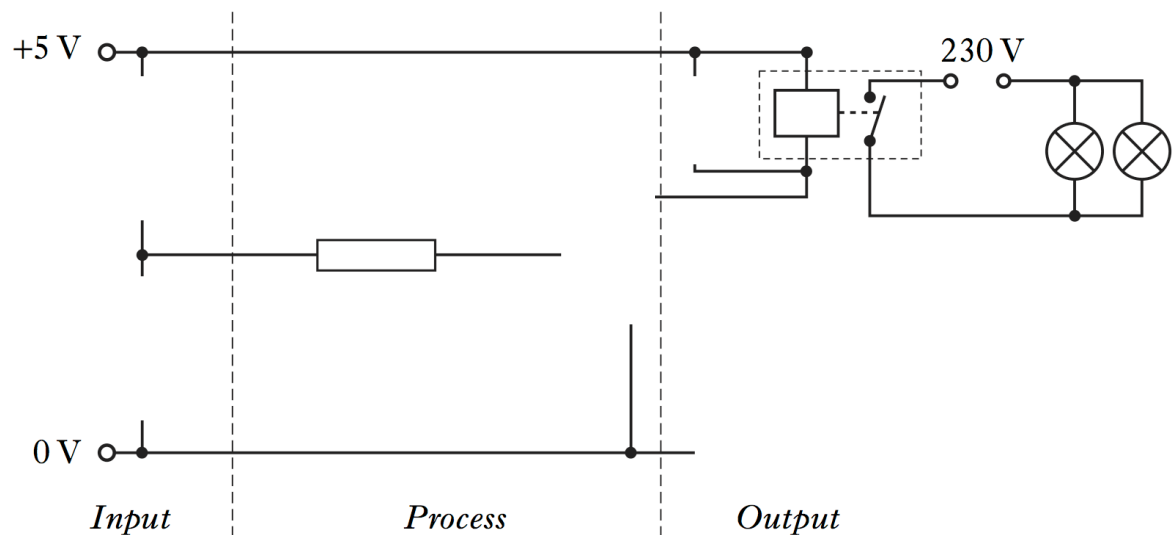 +5 V
230 V
0 V
Input
Process
Output